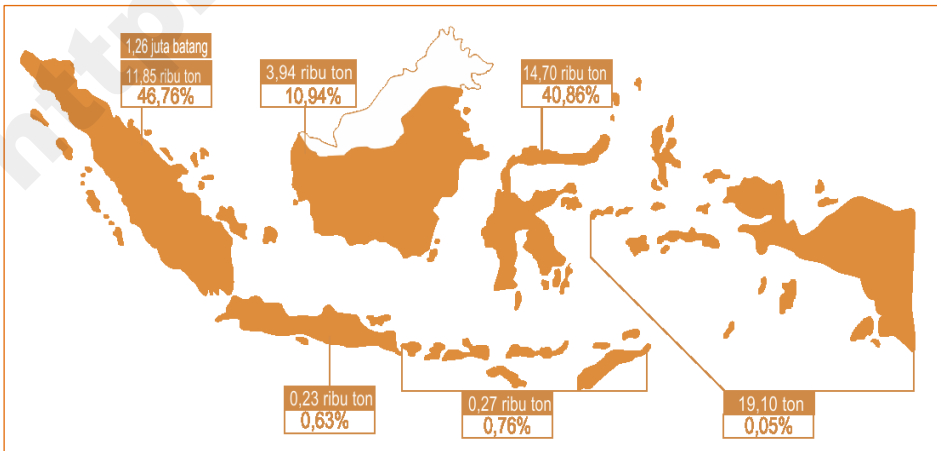 1,26 juta batang
11,85 ribu ton
46,76%
3,94 ribu ton
10,94%
14,70 ribu ton
40,86%
0,23 ribu ton
0,63%
0,27 ribu ton
0,76%
19,10 ton
0,05%